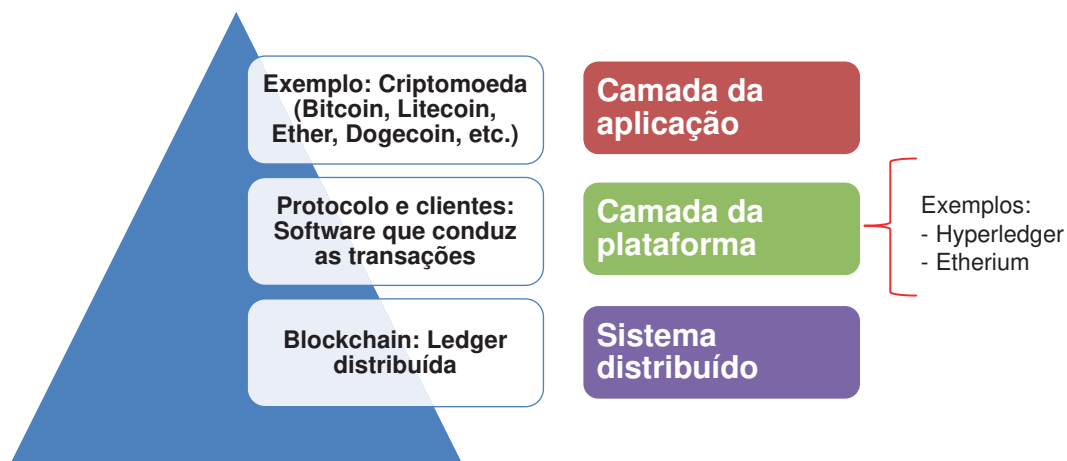 Exemplo: Criptomoeda
(Bitcoin, Litecoin,
Ether, Dogecoin, etc.)
Camada da
aplicação
Protocolo e clientes:
Software que conduz
as transações
Camada da
plataforma
Exemplos:
- Hyperledger
- Etherium
Blockchain: Ledger
distribuída
Sistema
distribuído